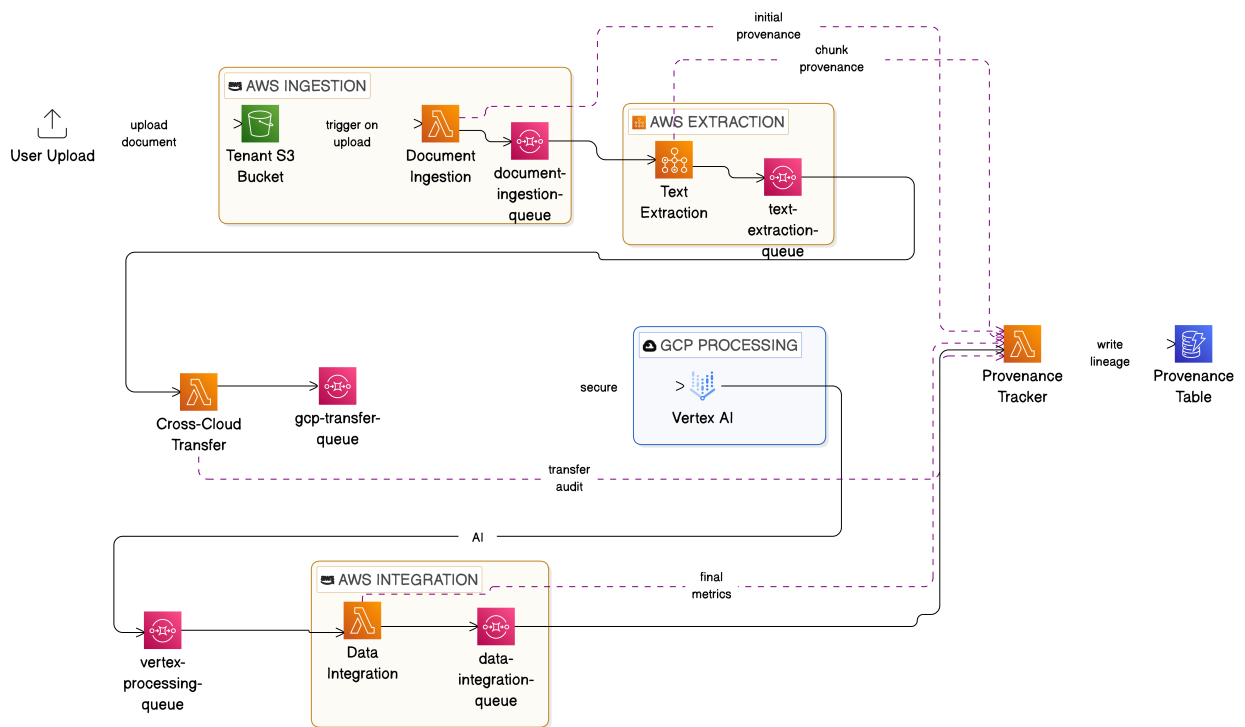 initial
provenance
chunk
provenance
aws AWS INGESTION
User Upload
upload
document
Tenant S3
Bucket
trigger on
upload
Document
Ingestion
document-
ingestion-
queue
AWS EXTRACTION
Text
Extraction
text-
extraction-
queue
GCP PROCESSING
secure
Vertex AI
Cross-Cloud
Transfer
gcp-transfer-
queue
Provenance
Tracker
write
lineage
Provenance
Table
transfer
audit
AI
aws AWS INTEGRATION
final
metrics
vertex-
processing-
queue
Data
Integration
data-
integration-
queue